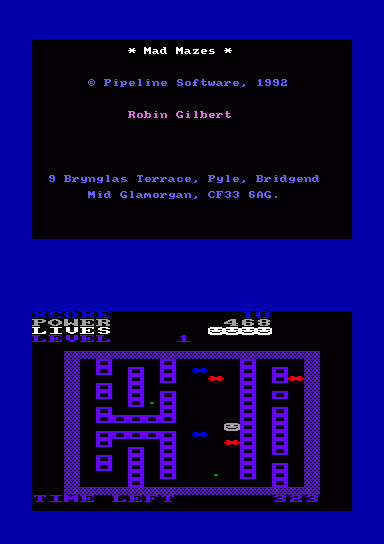 * Mad Mazes *
© Pipeline Software, 1992
Robin Gilbert
9 Brynglas Terrace, Pyle, Bridgend
Mid Glamorgan, CF33 6AG.
SCORE 10
POWER 468
LIVES
LEVEL 1
TIME LEFT 323